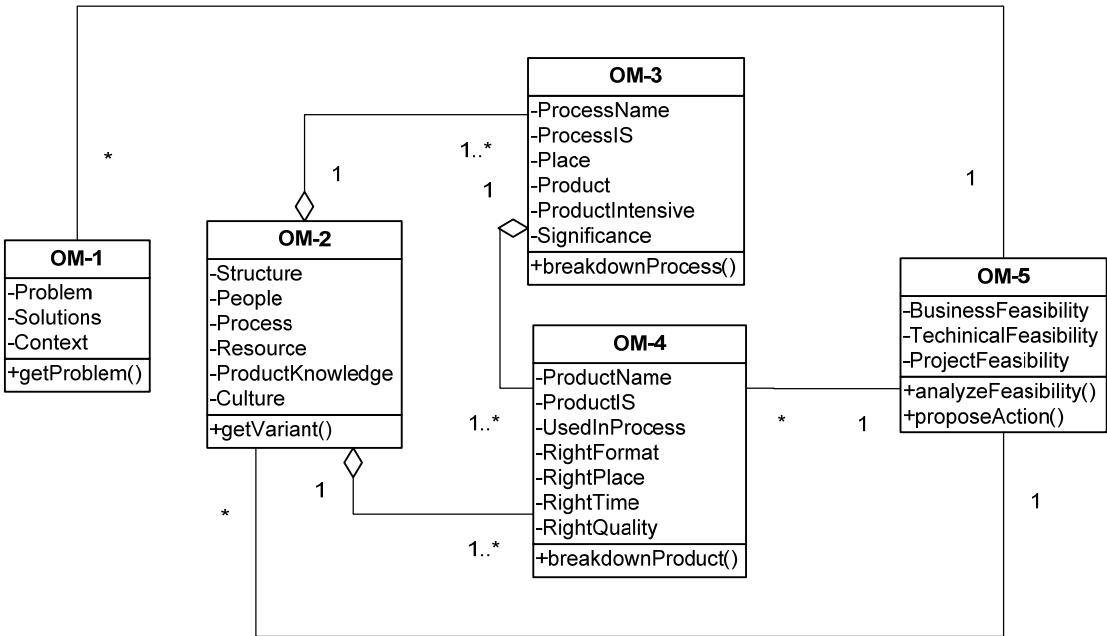 OM-3
-ProcessName
-ProcessIS
-Place
-Product
-ProductIntensive
-Significance
+breakdownProcess()
*
1
1..*
1
1
OM-2
-Structure
-People
-Process
-Resource
-ProductKnowledge
-Culture
+getVariant()
OM-1
-Problem
-Solutions
-Context
+getProblem()
OM-5
-BusinessFeasibility
-TechinicalFeasibility
-ProjectFeasibility
+analyzeFeasibility()
+proposeAction()
OM-4
-ProductName
-ProductIS
-UsedInProcess
-RightFormat
-RightPlace
-RightTime
-RightQuality
+breakdownProduct()
1..*
*
1
1
*
1..*
1